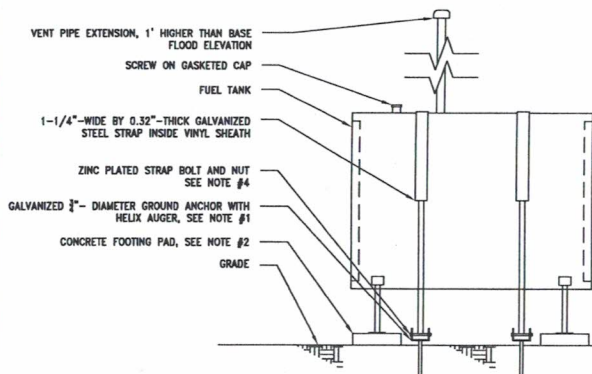 VENT PIPE EXTENSION, 1' HIGHER THAN BASE
FLOOD ELEVATION
SCREW ON GASKETED CAP
FUEL TANK
1-1/4"-WIDE BY 0.32"-THICK GALVANIZED
STEEL STRAP INSIDE VINYL SHEATH
ZINC PLATED STRAP BOLT AND NUT
SEE NOTE #4
GALVANIZED ¾"- DIAMETER GROUND ANCHOR WITH
HELIX AUGER, SEE NOTE #1
CONCRETE FOOTING PAD, SEE NOTE #2
GRADE